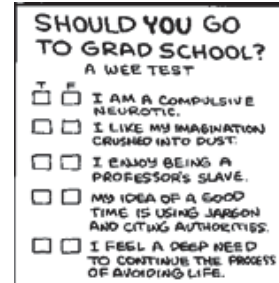 SHOULD YOU GO
TO GRAD SCHOOL?
A WEE TEST
T F
I AM A COMPULSIVE
NEUROTIC.
I LIKE MY IMAGINATION
CRUSHED INTO DUST.
I ENJOY BEING A
PROFESSOR'S SLAVE.
MY IDEA OF A GOOD
TIME IS USING JARGON
AND CITING AUTHORITIES.
I FEEL A DEEP NEED
TO CONTINUE THE PROCESS
OF AVOIDING LIFE.